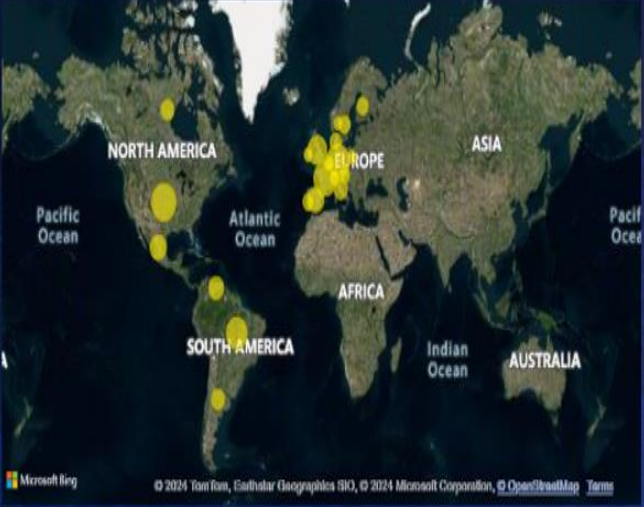 NORTH AMERICA
EUROPE
ASIA
Pacific
Ocean
Atlantic
Ocean
Pacif
Ocea
AFRICA
SOUTH AMERICA
Indian
Ocean
AUSTRALIA
A
Microsoft Bing
© 2024 TomTom, Earthstar Geographics SIO, © 2024 Microsoft Corporation, © OpenStreetMap Terms